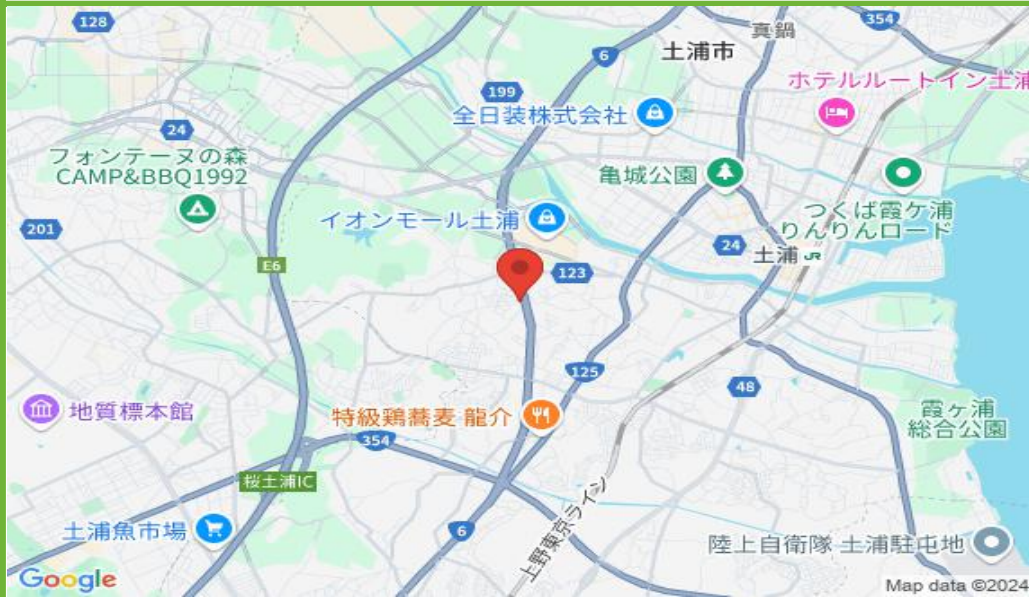 128
354
真鍋
6
土浦市
ホテルルートイン土浦
199
全日装株式会社
24
フォンテーヌの森
CAMP&BBQ1992
亀城公園
イオンモール土浦
つくば霞ケ浦
りんりんロード
201
24
土浦 JR
E6
123
125
48
地質標本館
特級鶏蕎麦 龍介
霞ヶ浦
総合公園
354
桜土浦IC
土浦魚市場
6
上野東京ライン
陸上自衛隊 土浦駐屯地
Google
Map data ©2024